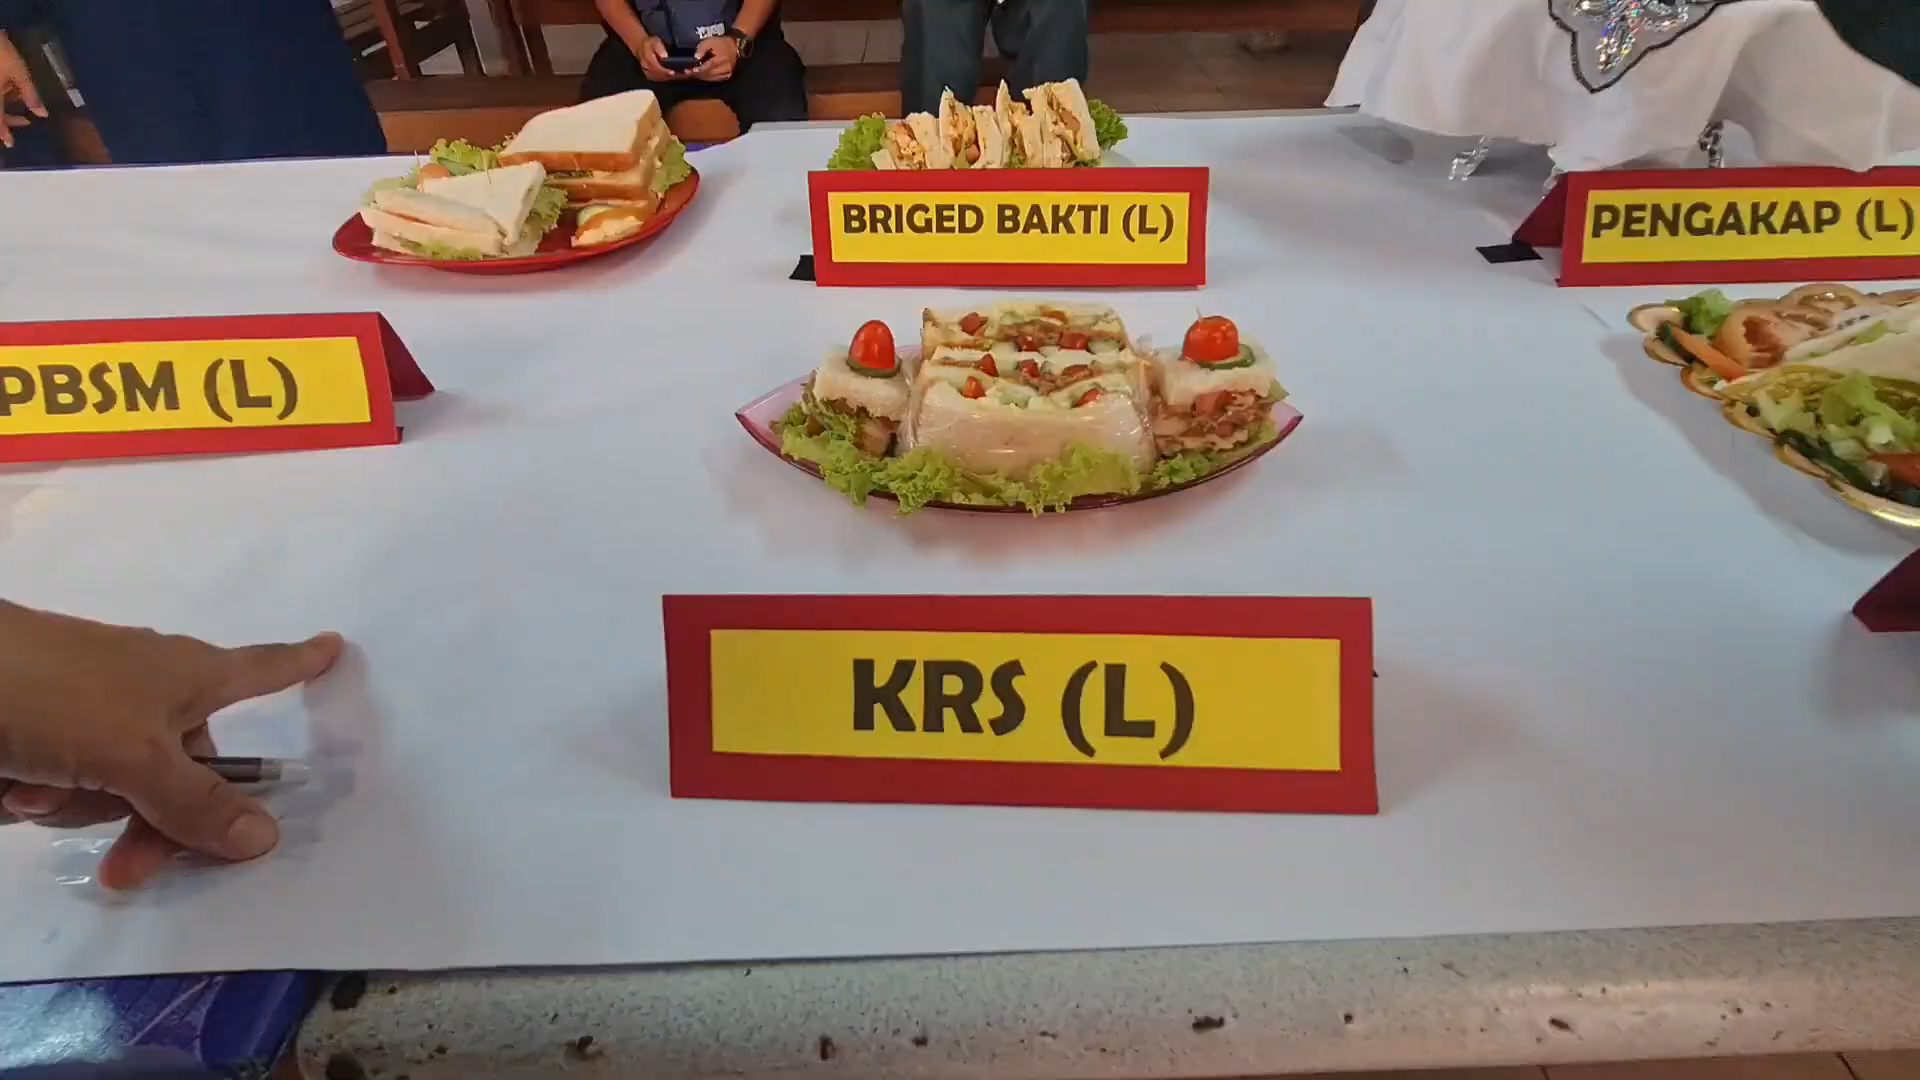 BRIGED BAKTI (L)
PENGAKAP (L)
PBSM (L)
KRS (L)